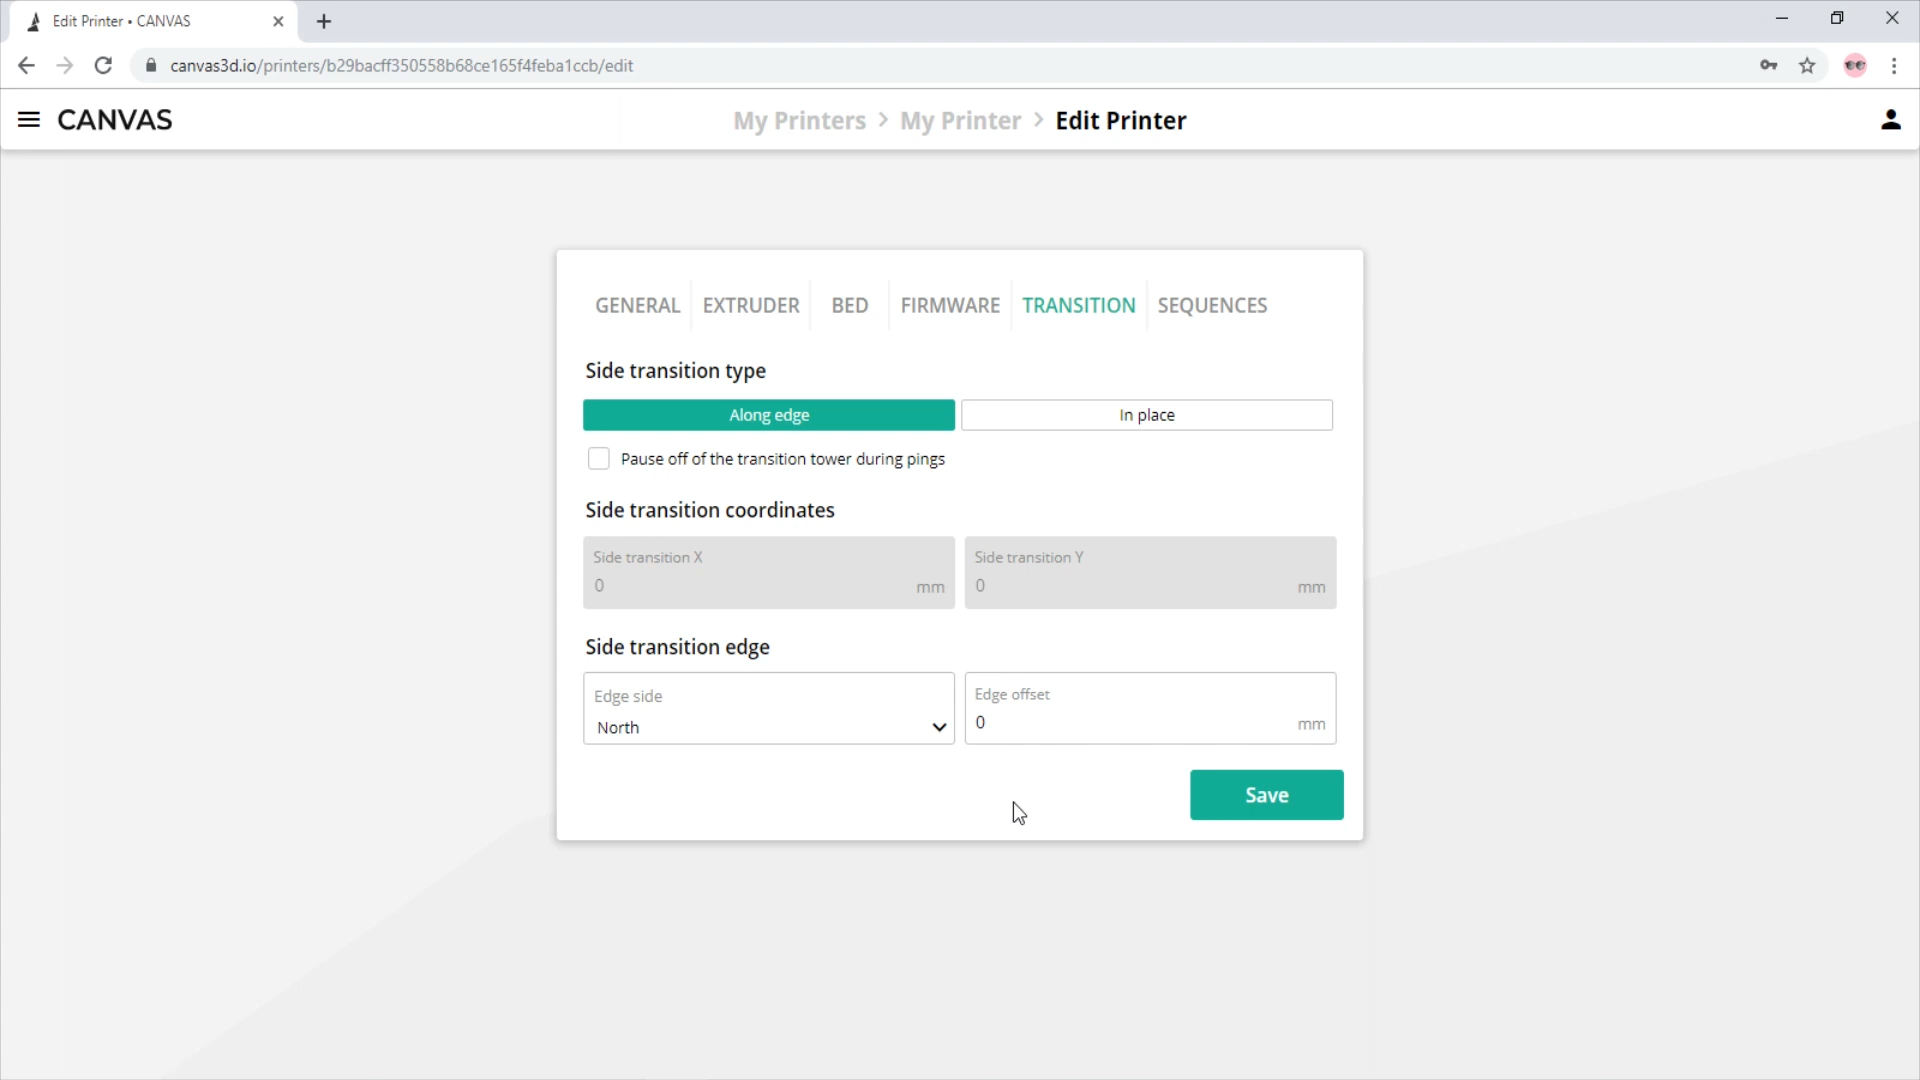 Edit Printer • CANVAS
canvas3d.io/printers/b29bacff350558b68ce165f4feba1ccb/edit
CANVAS
My Printers > My Printer > Edit Printer
GENERAL EXTRUDER BED FIRMWARE TRANSITION SEQUENCES
Side transition type
Along edge In place
Pause off of the transition tower during pings
Side transition coordinates
Side transition X Side transition Y
0 mm 0 mm
Side transition edge
Edge side Edge offset
North 0 mm
Save